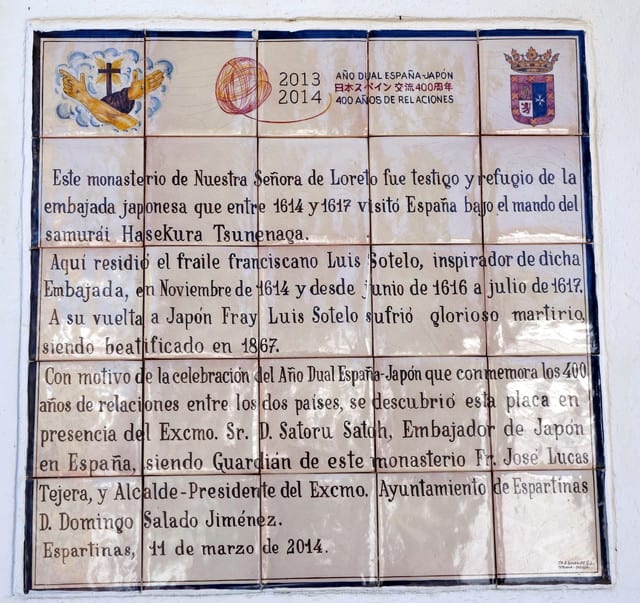 2013
2014
AÑO DUAL ESPAÑA-JAPÓN
日本スペイン交流400周年
400 AÑOS DE RELACIONES
Este monasterio de Nuestra Señora de Loreto fue testigo y refugio de la
embajada japonesa que entre 1614 y 1617 visitó España bajo el mando del
samurái Hasekura Tsunenaga.
Aquí residió el fraile franciscano Luis Sotelo, inspirador de dicha
Embajada, en Noviembre de 1614 y desde junio de 1616 a julio de 1617.
A su vuelta a Japón Fray Luis Sotelo sufrió glorioso martirio,
siendo beatificado en 1867.
Con motivo de la celebración del Año Dual España-Japón que conmemora los 400
años de relaciones entre los dos países, se descubrió esta placa en
presencia del Excmo. Sr. D. Satoru Satoh, Embajador de Japón
en España, siendo Guardián de este monasterio Fr. José Lucas
Tejera, y Alcalde-Presidente del Excmo. Ayuntamiento de Espartinas
D. Domingo Salado Jiménez.
Espartinas, 11 de marzo de 2014.